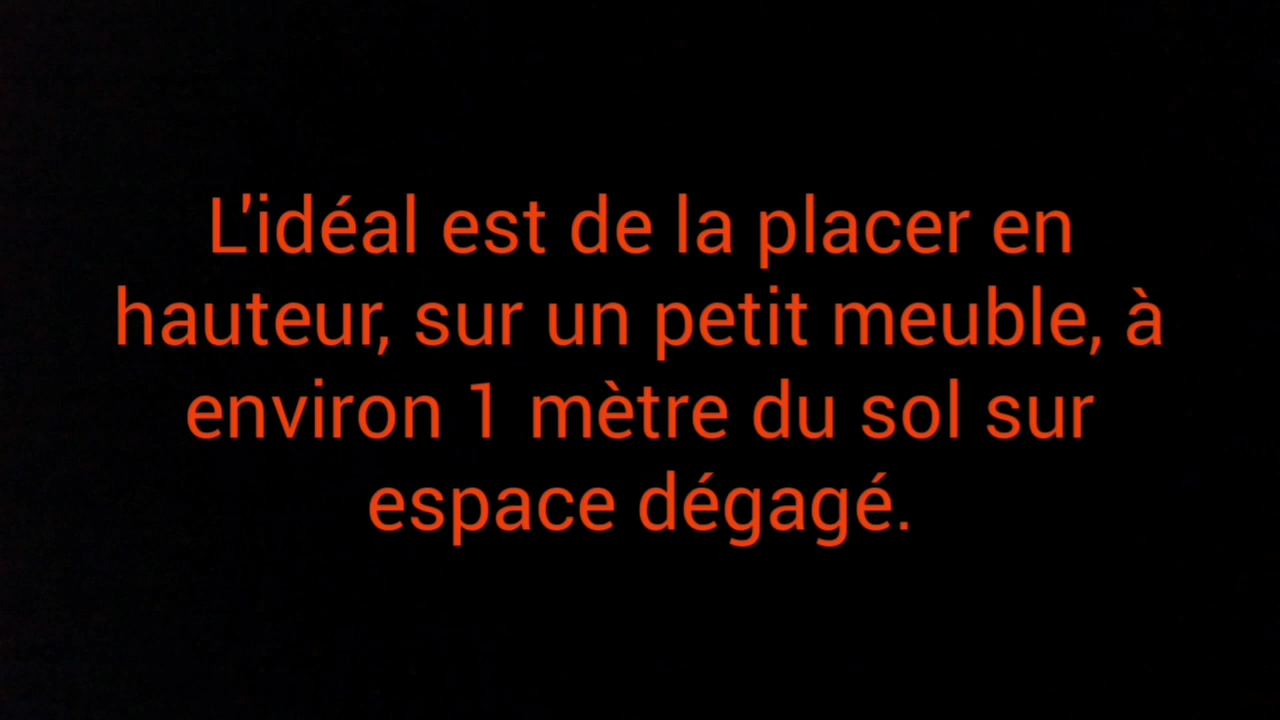 L'idéal est de la placer en
hauteur, sur un petit meuble, à
environ 1 mètre du sol sur
espace dégagé.